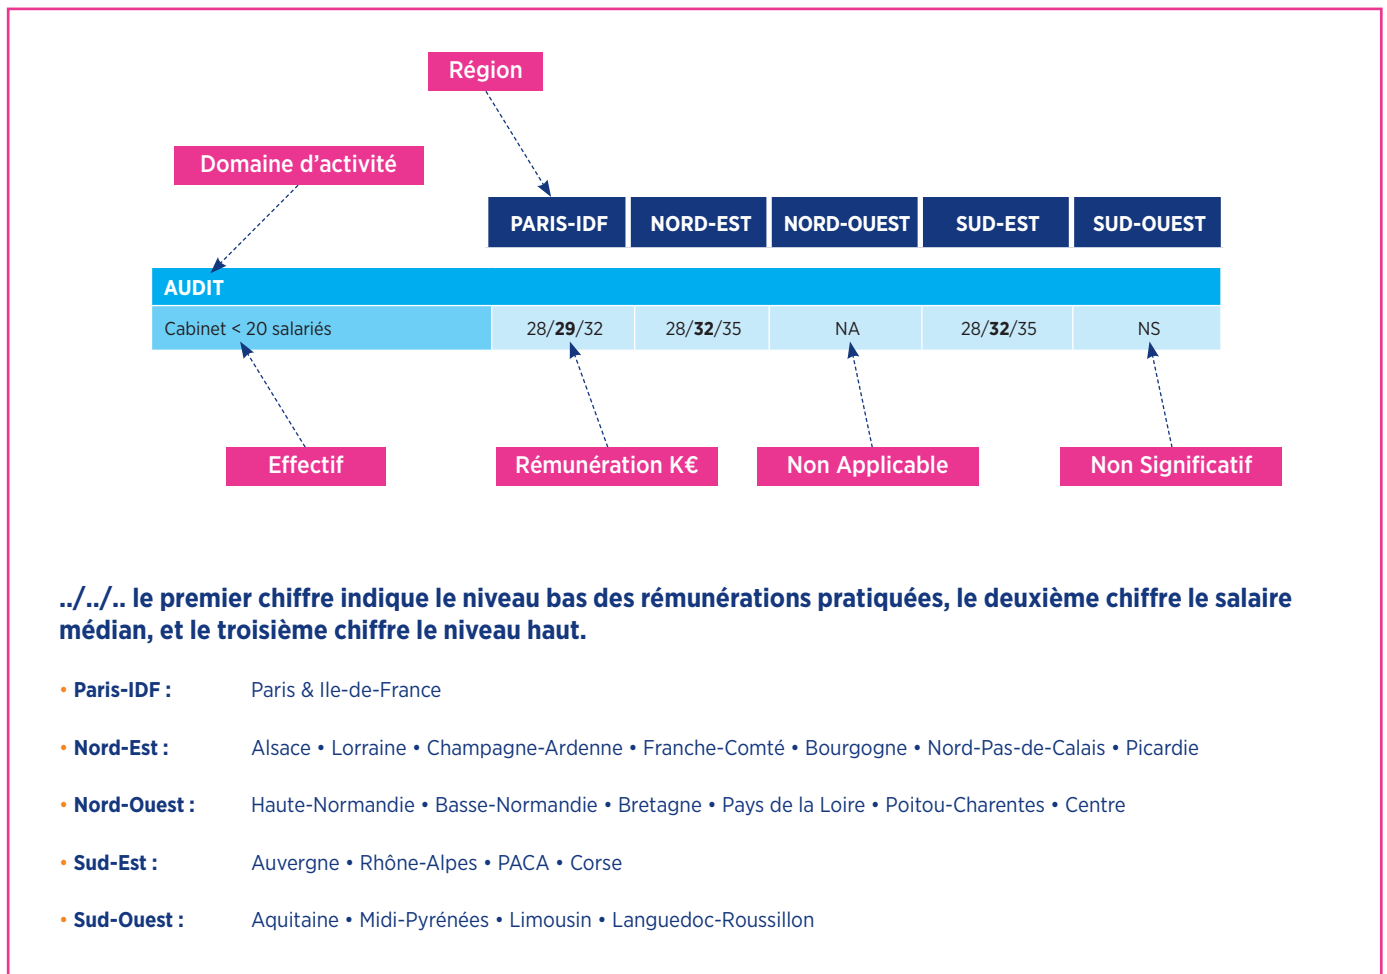 Région
Domaine d'activité
PARIS-IDF NORD-EST NORD-OUEST SUD-EST SUD-OUEST
AUDIT
Cabinet < 20 salariés 28/29/32 28/32/35 NA 28/32/35 NS
Effectif Rémunération K€ Non Applicable Non Significatif
../../.. le premier chiffre indique le niveau bas des rémunérations pratiquées, le deuxième chiffre le salaire
médian, et le troisième chiffre le niveau haut.
• Paris-IDF : Paris & Ile-de-France
• Nord-Est : Alsace • Lorraine • Champagne-Ardenne • Franche-Comté • Bourgogne • Nord-Pas-de-Calais • Picardie
• Nord-Ouest : Haute-Normandie • Basse-Normandie • Bretagne • Pays de la Loire • Poitou-Charentes • Centre
• Sud-Est : Auvergne • Rhône-Alpes • PACA • Corse
• Sud-Ouest : Aquitaine • Midi-Pyrénées • Limousin • Languedoc-Roussillon